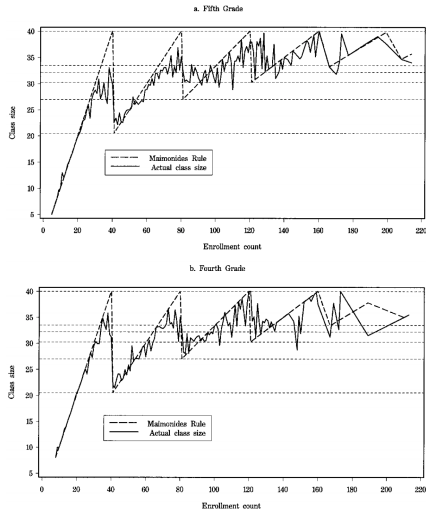 a. Fifth Grade
Class size
40
35
30
25
20
15
10
5
Maimonides Rule
Actual class size
0 20 40 60 80 100 120 140 160 180 200 220
Enrollment count
b. Fourth Grade
Class size
40
35
30
25
20
15
10
5
Maimonides Rule
Actual class size
0 20 40 60 80 100 120 140 160 180 200 220
Enrollment count